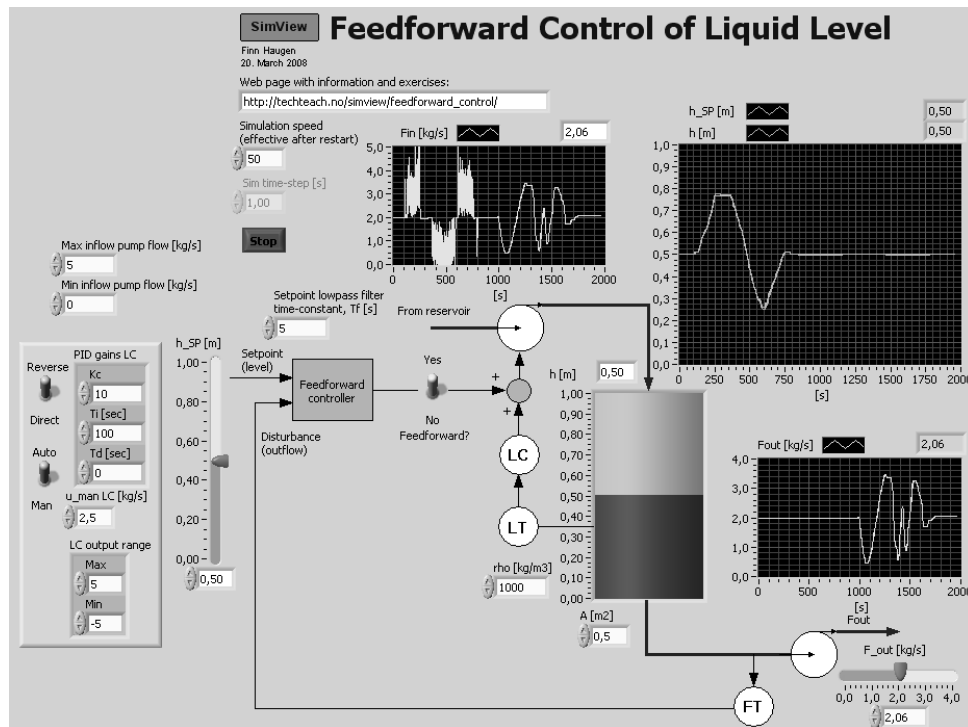 SimView
Feedforward Control of Liquid Level
Finn Haugen
20. March 2008
Web page with information and exercises:
http://techteach.no/simview/feedforward_control/
Simulation speed
(effective after restart)
50
Sim time-step [s]
1,00
Stop
Fin [kg/s]
2,06
5,0
4,0
3,0
2,0
1,0
0,0
0
500
1000
1500
2000
[s]
h_SP [m]
0,50
h [m]
0,50
1,0
0,9
0,8
0,7
0,6
0,5
0,4
0,3
0,2
0,1
0,0
0
250
500
750
1000
1250
1500
1750
2000
[s]
Max inflow pump flow [kg/s]
5
Min inflow pump flow [kg/s]
0
Setpoint lowpass filter
time-constant, Tf [s]
5
From reservoir
PID gains LC
Reverse
Direct
Kc
10
Ti [sec]
100
Td [sec]
0
Auto
Man
u_man LC [kg/s]
2,5
LC output range
Max
5
Min
-5
h_SP [m]
1,00
0,80
0,60
0,40
0,20
0,00
0,50
Setpoint
(level)
Feedforward
controller
Disturbance
(outflow)
Yes
No
Feedforward?
+
+
LC
LT
h [m]
0,50
1,00
0,90
0,80
0,70
0,60
0,50
0,40
0,30
0,20
0,10
0,00
rho [kg/m3]
1000
A [m2]
0,5
Fout [kg/s]
2,06
4,0
3,0
2,0
1,0
0,0
0
500
1000
1500
2000
[s]
Fout
F_out [kg/s]
0,0 1,0 2,0 3,0 4,0
2,06
FT